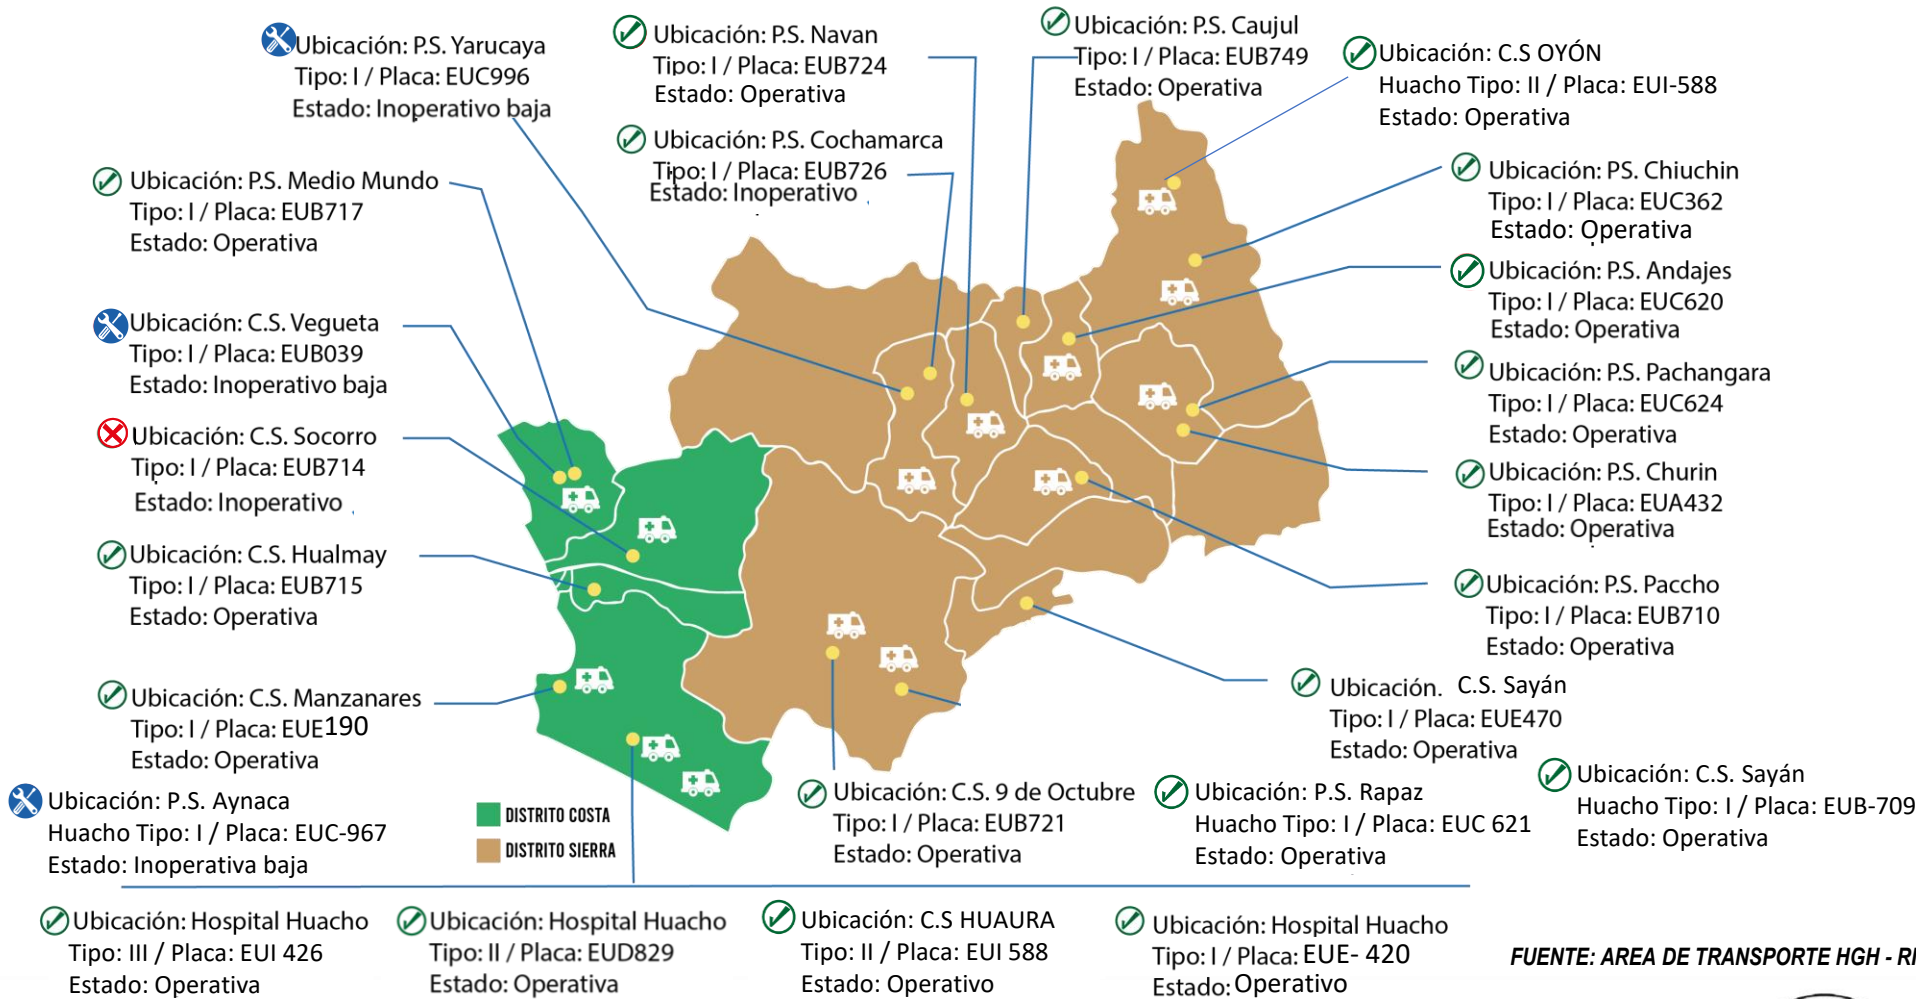 Ubicación: P.S. Yarucaya
Tipo: I / Placa: EUC996
Estado: Inoperativo baja
Ubicación: P.S. Navan
Tipo: I / Placa: EUB724
Estado: Operativa
Ubicación: P.S. Caujul
Tipo: I / Placa: EUB749
Estado: Operativa
Ubicación: C.S OYÓN
Huacho Tipo: II / Placa: EUI-588
Estado: Operativa
Ubicación: P.S. Cochamarca
Tipo: I / Placa: EUB726
Estado: Inoperativo
Ubicación: P.S. Medio Mundo
Tipo: I / Placa: EUB717
Estado: Operativa
Ubicación: PS. Chiuchin
Tipo: I / Placa: EUC362
Estado: Operativa
Ubicación: P.S. Andajes
Tipo: I / Placa: EUC620
Estado: Operativa
Ubicación: C.S. Vegueta
Tipo: I / Placa: EUB039
Estado: Inoperativo baja
Ubicación: P.S. Pachangara
Tipo: I / Placa: EUC624
Estado: Operativa
Ubicación: C.S. Socorro
Tipo: I / Placa: EUB714
Estado: Inoperativo
Ubicación: P.S. Churin
Tipo: I / Placa: EUA432
Estado: Operativa
Ubicación: C.S. Hualmay
Tipo: I / Placa: EUB715
Estado: Operativa
Ubicación: P.S. Paccho
Tipo: I / Placa: EUB710
Estado: Operativa
Ubicación: C.S. Manzanares
Tipo: I / Placa: EUE190
Estado: Operativa
Ubicación. C.S. Sayán
Tipo: I / Placa: EUE470
Estado: Operativa
Ubicación: P.S. Aynaca
Huacho Tipo: I / Placa: EUC-967
Estado: Inoperativa baja
DISTRITO COSTA
DISTRITO SIERRA
Ubicación: C.S. 9 de Octubre
Tipo: I / Placa: EUB721
Estado: Operativa
Ubicación: P.S. Rapaz
Huacho Tipo: I / Placa: EUC 621
Estado: Operativa
Ubicación: C.S. Sayán
Huacho Tipo: I / Placa: EUB-709
Estado: Operativa
Ubicación: Hospital Huacho
Tipo: III / Placa: EUI 426
Estado: Operativa
Ubicación: Hospital Huacho
Tipo: II / Placa: EUD829
Estado: Operativa
Ubicación: C.S HUAURA
Tipo: II / Placa: EUI 588
Estado: Operativo
Ubicación: Hospital Huacho
Tipo: I / Placa: EUE- 420
Estado: Operativo
FUENTE: AREA DE TRANSPORTE HGH -